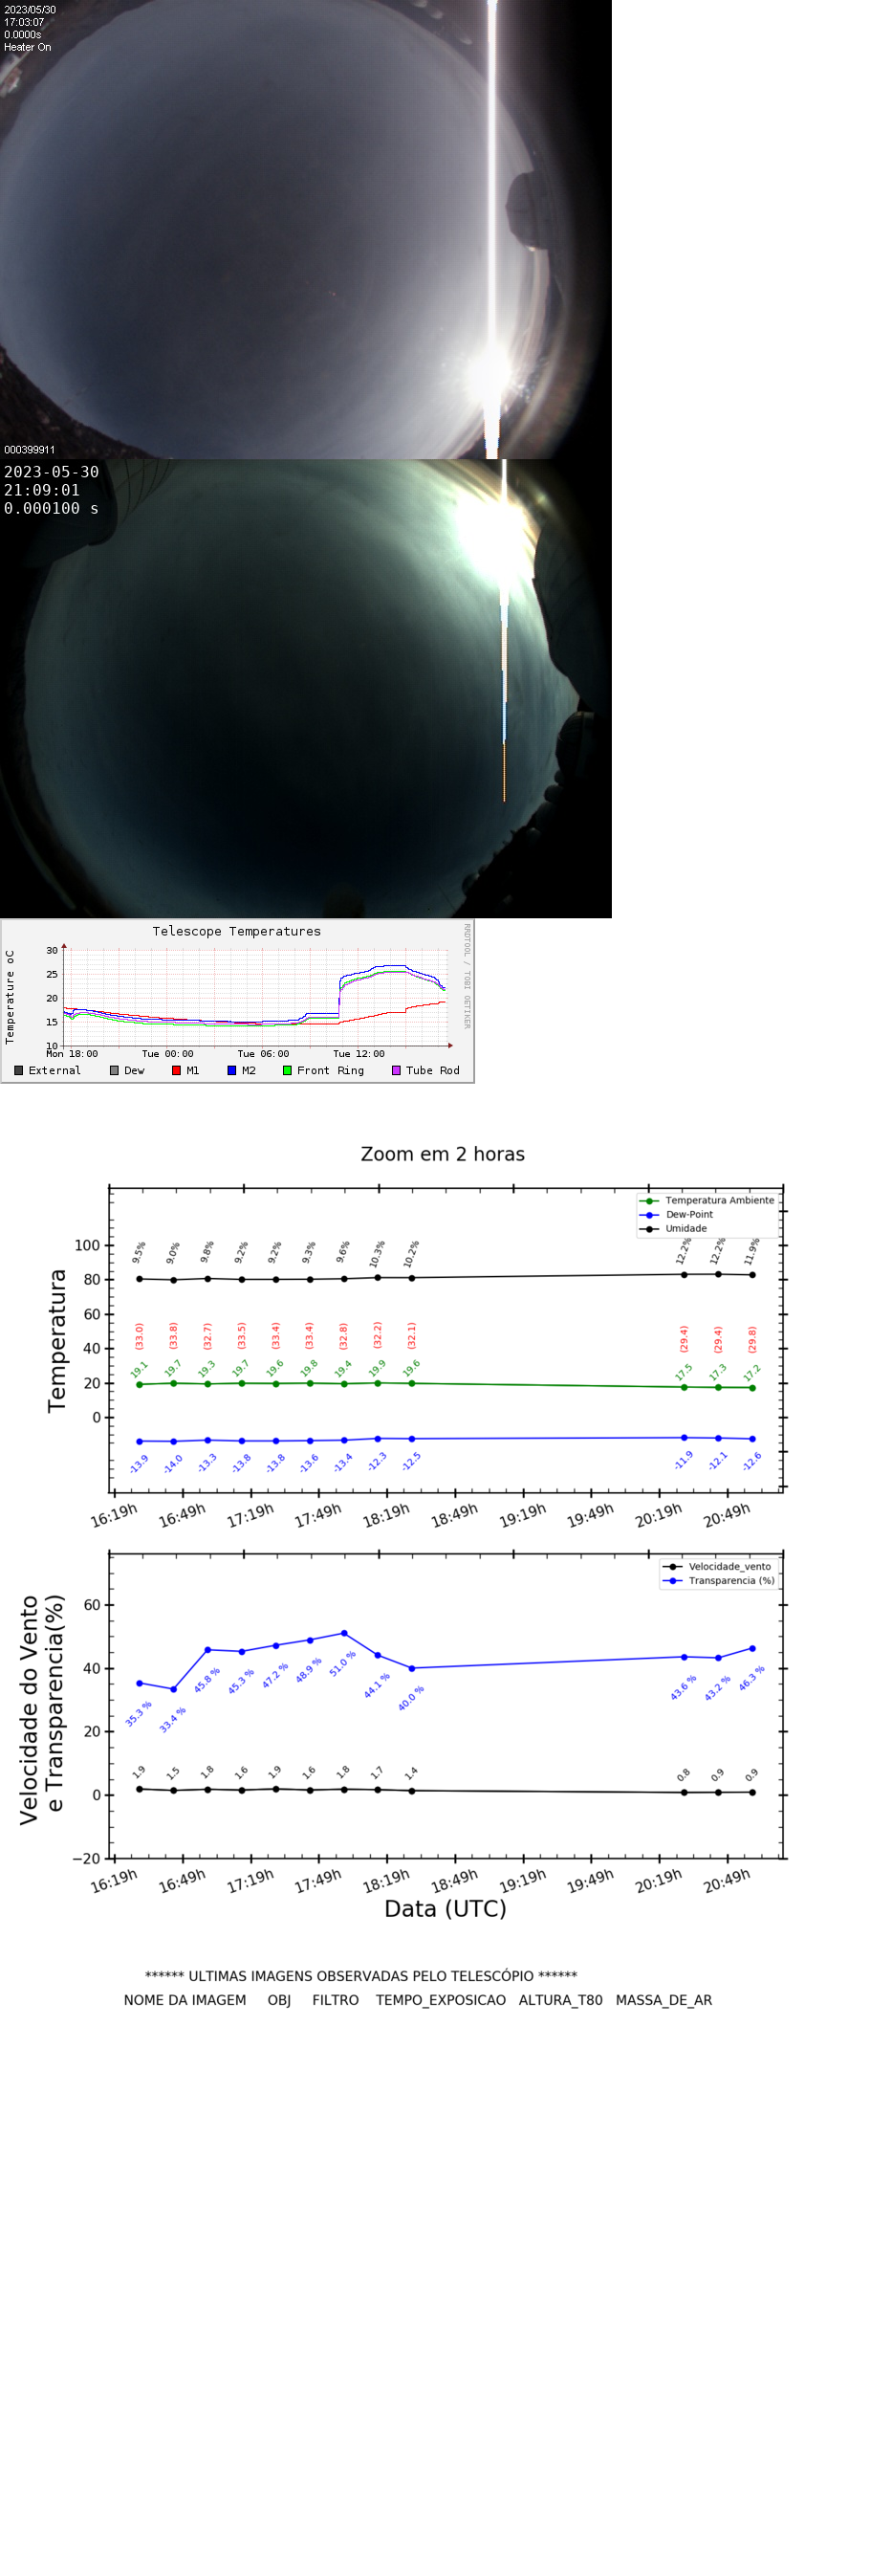 2023/05/30
17:03:07
0.0000s
Heater On
000399911
2023-05-30
21:09:01
0.000100 s
Telescope Temperatures
RRDTOOL / TOBI OETIKER
Temperature oC
30
25
20
15
10
Mon 18:00 Tue 00:00 Tue 06:00 Tue 12:00
External Dew M1 M2 Front Ring Tube Rod
Zoom em 2 horas
Temperatura Ambiente
Dew-Point
Umidade
Temperatura
100
80
60
40
20
0
9.5% 9.0% 9.8% 9.2% 9.2% 9.3% 9.6% 10.3% 10.2% 12.2% 12.2% 11.9%
(33.0) (33.8) (32.7) (33.5) (33.4) (33.4) (32.8) (32.2) (32.1) (29.4) (29.4) (29.8)
19.1 19.7 19.3 19.7 19.6 19.8 19.4 19.9 19.6 17.5 17.3 17.2
-13.9 -14.0 -13.3 -13.8 -13.8 -13.6 -13.4 -12.3 -12.5 -11.9 -12.1 -12.6
16:19h 16:49h 17:19h 17:49h 18:19h 18:49h 19:19h 19:49h 20:19h 20:49h
Velocidade_vento
Transparencia (%)
Velocidade do Vento
e Transparencia(%)
60
40
20
0
−20
35.3 % 33.4 % 45.8 % 45.3 % 47.2 % 48.9 % 51.0 % 44.1 % 40.0 % 43.6 % 43.2 % 46.3 %
1.9 1.5 1.8 1.6 1.9 1.6 1.8 1.7 1.4 0.8 0.9 0.9
16:19h 16:49h 17:19h 17:49h 18:19h 18:49h 19:19h 19:49h 20:19h 20:49h
Data (UTC)
****** ULTIMAS IMAGENS OBSERVADAS PELO TELESCÓPIO ******
NOME DA IMAGEM OBJ FILTRO TEMPO_EXPOSICAO ALTURA_T80 MASSA_DE_AR